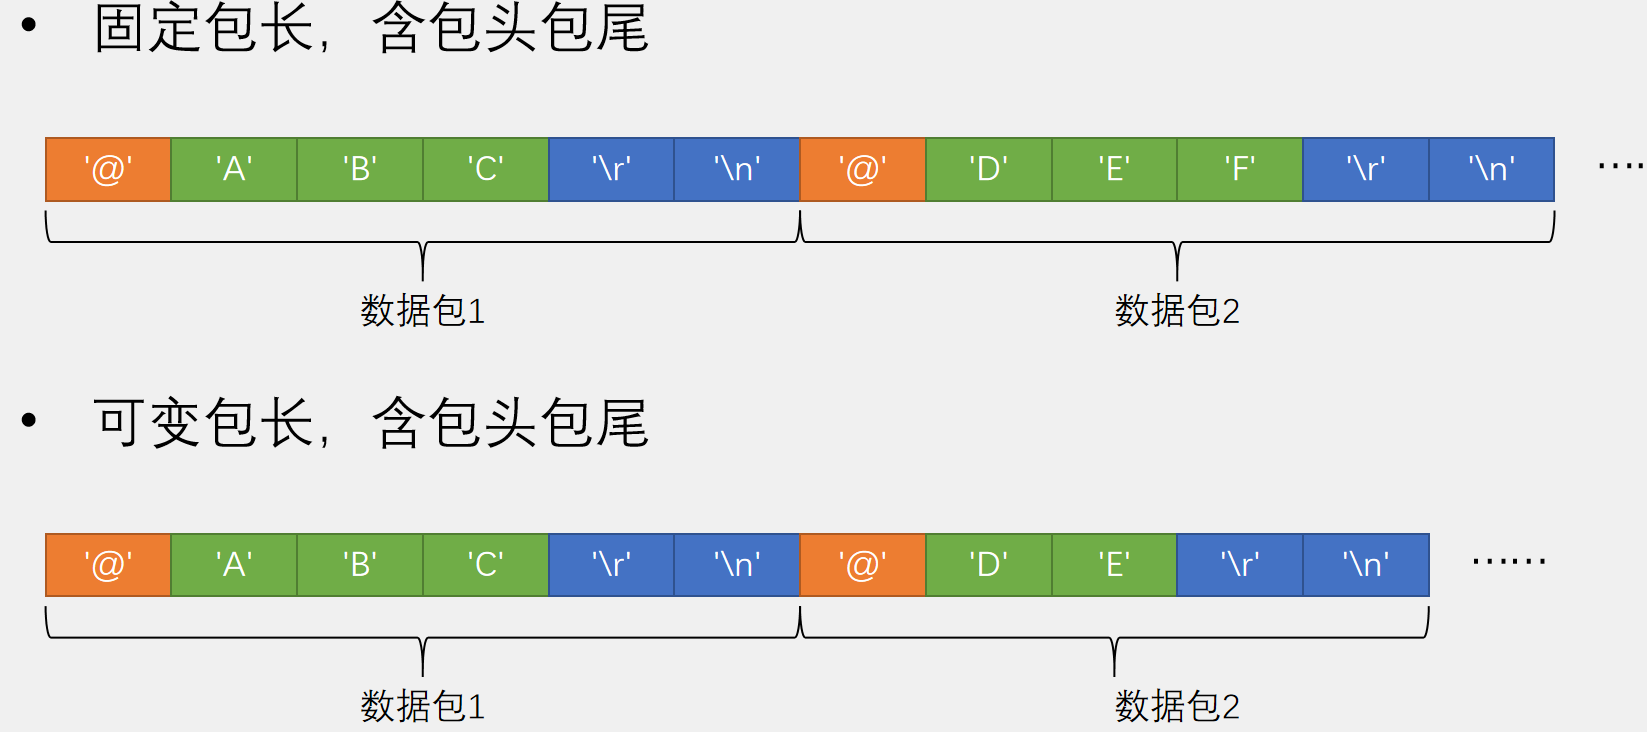 • 固定包长，含包头包尾
'@' 'A' 'B' 'C' '\r' '\n' '@' 'D' 'E' 'F' '\r' '\n' ……
数据包1 数据包2
• 可变包长，含包头包尾
'@' 'A' 'B' 'C' '\r' '\n' '@' 'D' 'E' '\r' '\n' ……
数据包1 数据包2